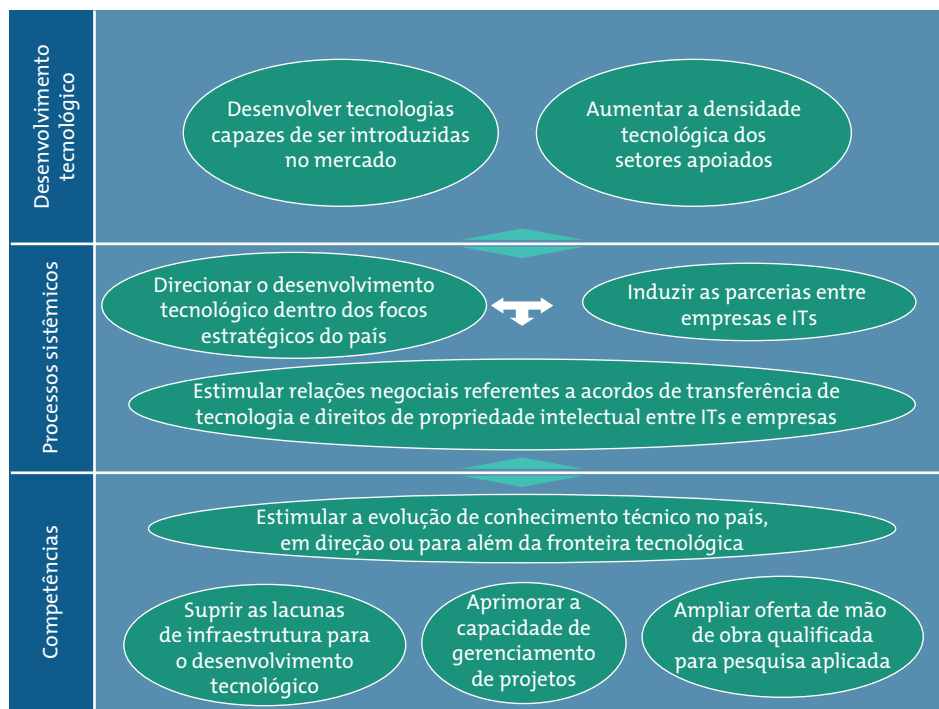 Desenvolvimento
tecnológico
Desenvolver tecnologias
capazes de ser introduzidas
no mercado
Aumentar a densidade
tecnológica dos
setores apoiados
Processos sistêmicos
Direcionar o desenvolvimento
tecnológico dentro dos focos
estratégicos do país
Induzir as parcerias entre
empresas e ITs
Estimular relações negociais referentes a acordos de transferência de
tecnologia e direitos de propriedade intelectual entre ITs e empresas
Competências
Estimular a evolução de conhecimento técnico no país,
em direção ou para além da fronteira tecnológica
Suprir as lacunas
de infraestrutura para
o desenvolvimento
tecnológico
Aprimorar a
capacidade de
gerenciamento
de projetos
Ampliar oferta de mão
de obra qualificada
para pesquisa aplicada